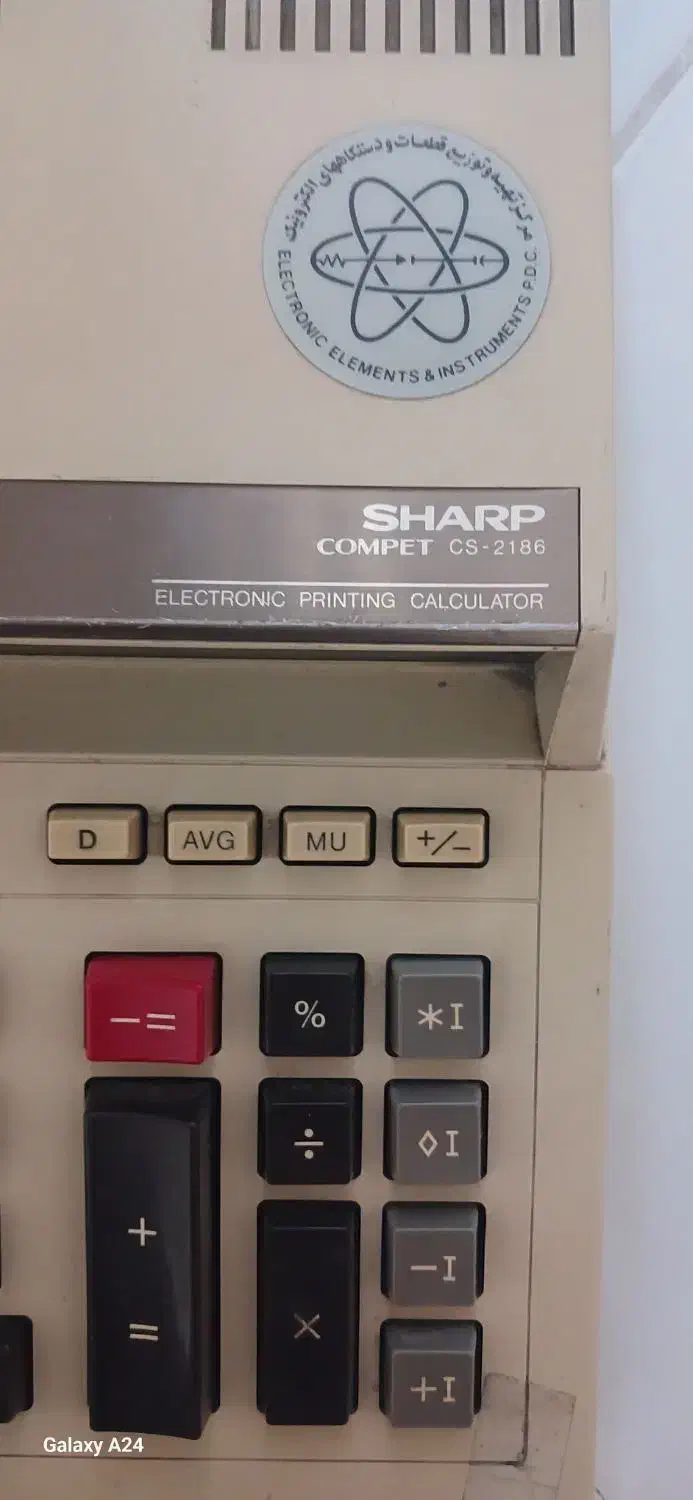 مرکز تهیه و توزیع قطعات و دستگاههای الکترونیک
ELECTRONIC ELEMENTS & INSTRUMENTS P.D.C.
SHARP
COMPET CS-2186
ELECTRONIC PRINTING CALCULATOR
D AVG MU +/−
−= % *I
÷ ◊I
+ −I
= × +I
Galaxy A24